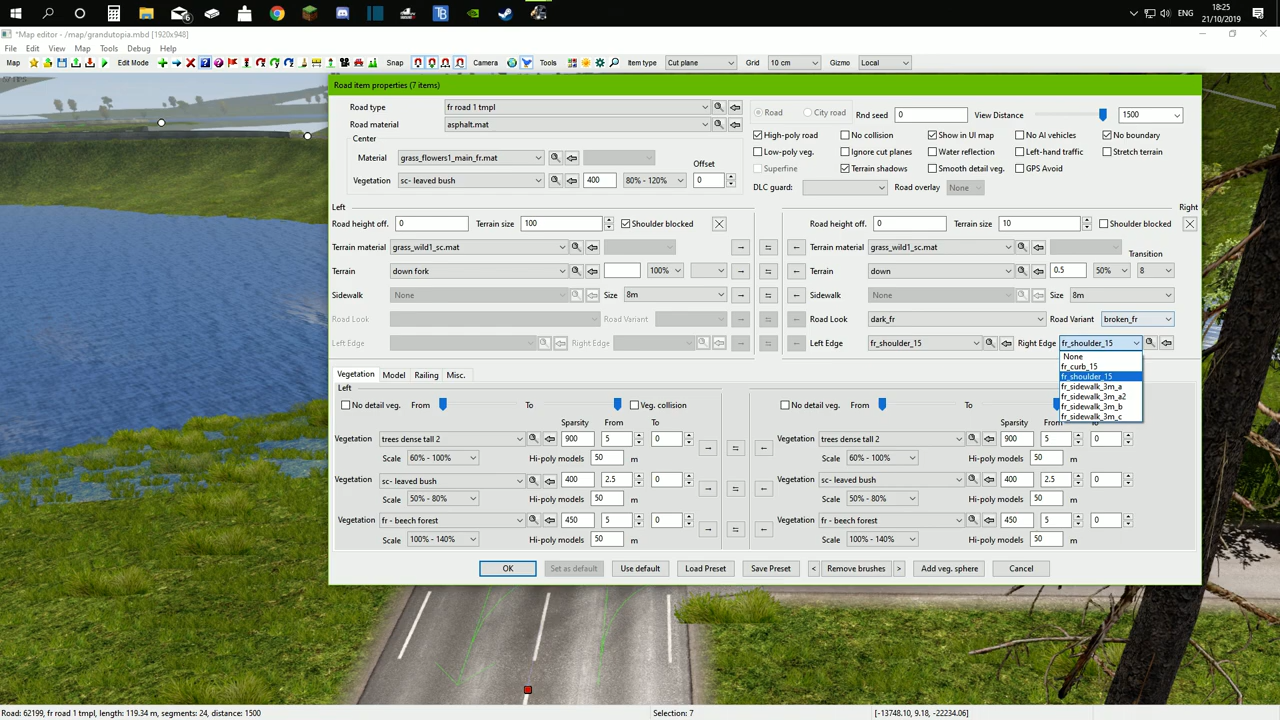 6
TB
ENG
18:25
21/10/2019
*Map editor - /map/grandutopia.mbd [1920x948]
File Edit View Map Tools Debug Help
Map Edit Mode Snap Camera Tools Item type Cut plane Grid 10 cm Gizmo Local
Road item properties (7 items)
Road type fr road 1 tmpl
Road material asphalt.mat
Center
Material grass_flowers1_main_fr.mat Offset
Vegetation sc- leaved bush 400 80% - 120% 0
Road City road Rnd seed 0 View Distance 1500
High-poly road No collision Show in UI map No AI vehicles No boundary
Low-poly veg. Ignore cut planes Water reflection Left-hand traffic Stretch terrain
Superfine Terrain shadows Smooth detail veg. GPS Avoid
DLC guard: Road overlay None
Left Right
Road height off. 0 Terrain size 100 Shoulder blocked Road height off. 0 Terrain size 10 Shoulder blocked
Terrain material grass_wild1_sc.mat Terrain material grass_wild1_sc.mat
Transition
Terrain down fork 100% Terrain down 0.5 50% 8
Sidewalk None Size 8m Sidewalk None Size 8m
Road Look Road Variant Road Look dark_fr Road Variant broken_fr
Left Edge Right Edge Left Edge fr_shoulder_15 Right Edge fr_shoulder_15
None
fr_curb_15
fr_shoulder_15
fr_sidewalk_3m_a
fr_sidewalk_3m_a2
fr_sidewalk_3m_b
fr_sidewalk_3m_c
Vegetation Model Railing Misc.
Left
No detail veg. From To Veg. collision No detail veg. From To
Sparsity From To Sparsity From To
Vegetation trees dense tall 2 900 5 0 Vegetation trees dense tall 2 900 5 0
Scale 60% - 100% Hi-poly models 50 m Scale 60% - 100% Hi-poly models 50 m
Vegetation sc- leaved bush 400 2.5 0 Vegetation sc- leaved bush 400 2.5 0
Scale 50% - 80% Hi-poly models 50 m Scale 50% - 80% Hi-poly models 50 m
Vegetation fr - beech forest 450 5 0 Vegetation fr - beech forest 450 5 0
Scale 100% - 140% Hi-poly models 50 m Scale 100% - 140% Hi-poly models 50 m
OK Set as default Use default Load Preset Save Preset < Remove brushes > Add veg. sphere Cancel
Road: 62199, fr road 1 tmpl, length: 119.34 m, segments: 24, distance: 1500 Selection: 7 [-13748.10, 9.18, -22234.06]